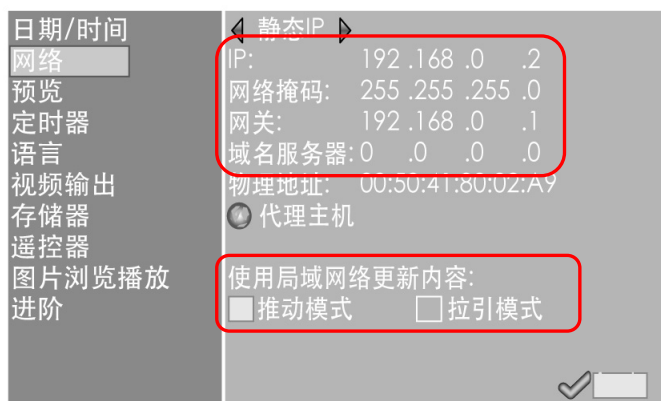 日期/时间
网络
预览
定时器
语言
视频输出
存储器
遥控器
图片浏览播放
进阶
静态IP
IP: 192 .168 .0 .2
网络掩码: 255 .255 .255 .0
网关: 192 .168 .0 .1
域名服务器: 0 .0 .0 .0
物理地址: 00:50:41:80:02:A9
代理主机
使用局域网络更新内容:
推动模式 拉引模式